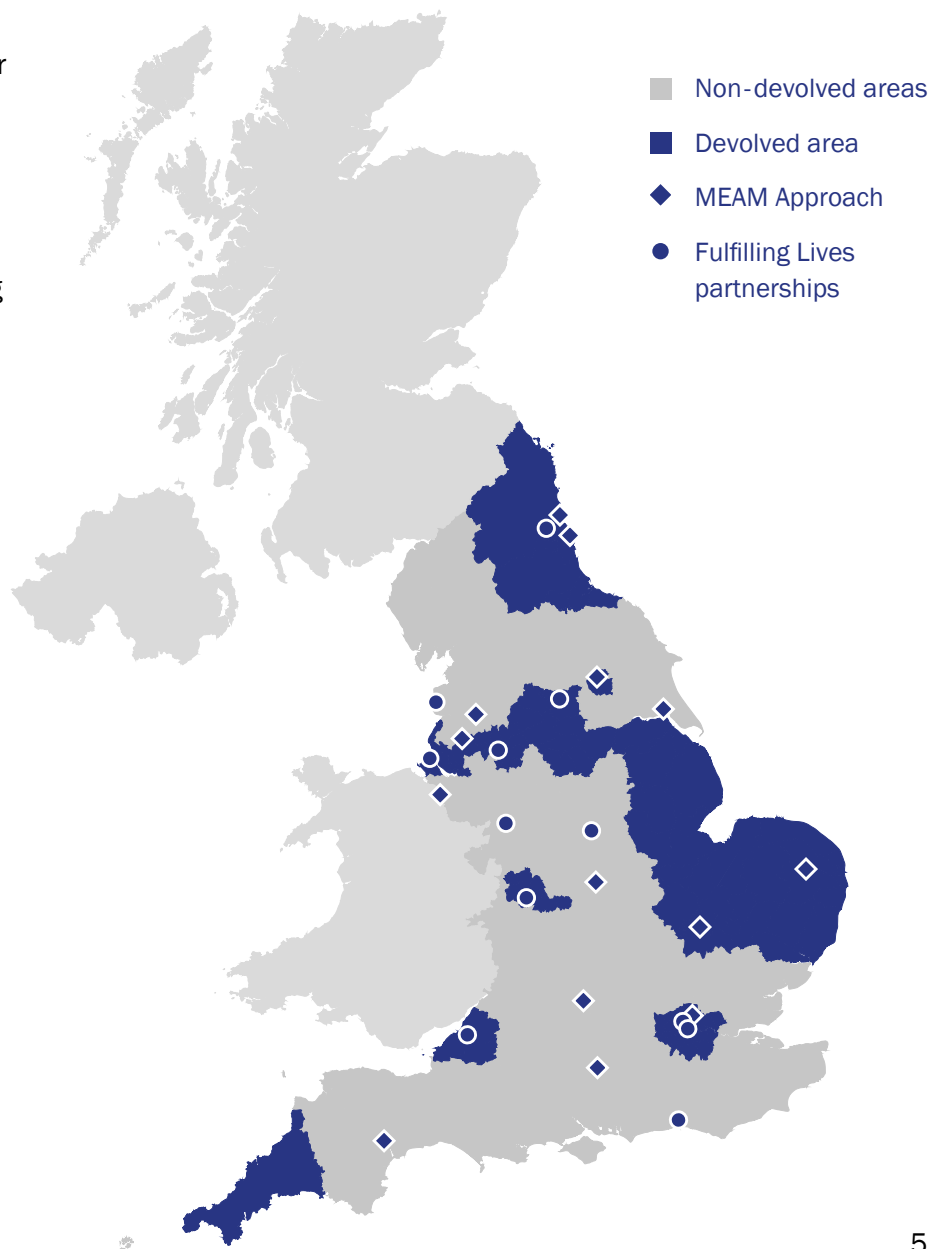 r
g
Non-devolved areas
Devolved area
MEAM Approach
Fulfilling Lives
partnerships
5